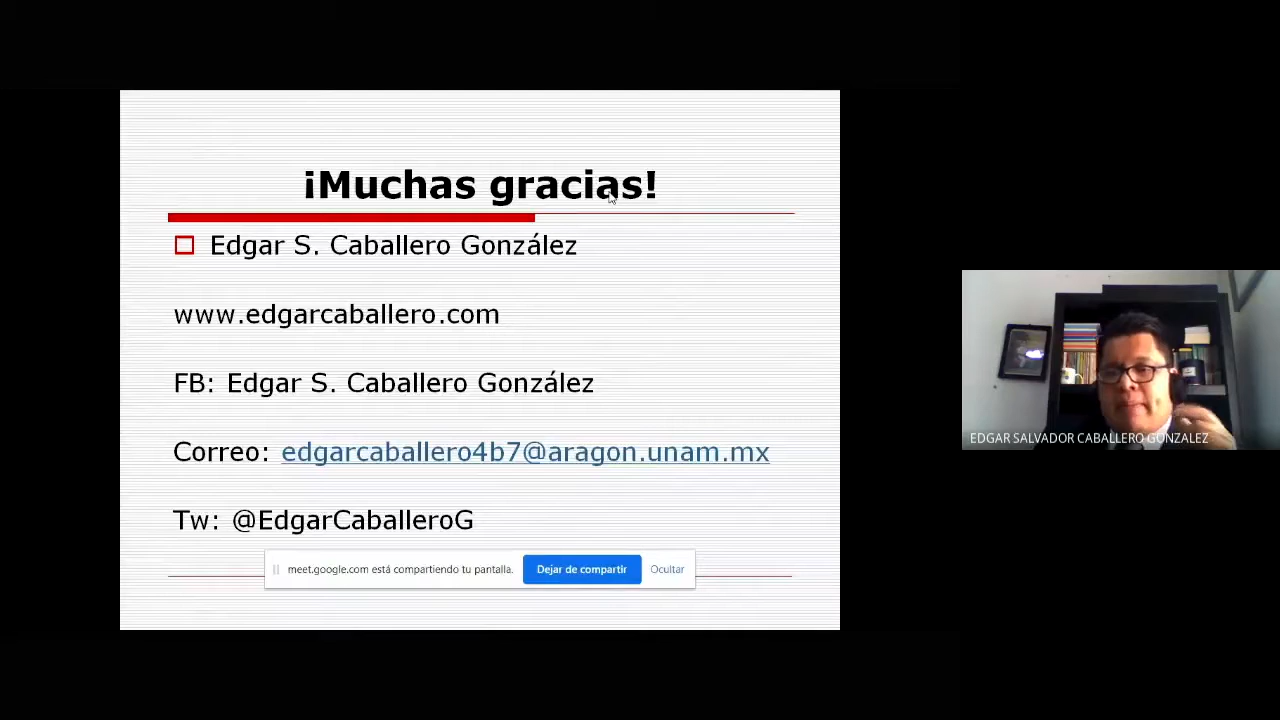 ¡Muchas gracias!
Edgar S. Caballero González
www.edgarcaballero.com
FB: Edgar S. Caballero González
Correo: edgarcaballero4b7@aragon.unam.mx
Tw: @EdgarCaballeroG
meet.google.com está compartiendo tu pantalla. Dejar de compartir Ocultar
EDGAR SALVADOR CABALLERO GONZALEZ